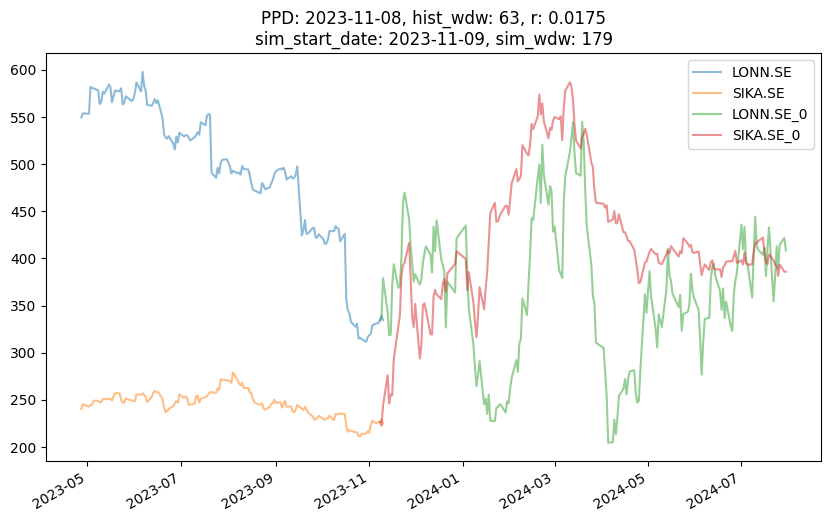 PPD: 2023-11-08, hist_wdw: 63, r: 0.0175
sim_start_date: 2023-11-09, sim_wdw: 179
LONN.SE
SIKA.SE
LONN.SE_0
SIKA.SE_0
600
550
500
450
400
350
300
250
200
2023-05
2023-07
2023-09
2023-11
2024-01
2024-03
2024-05
2024-07